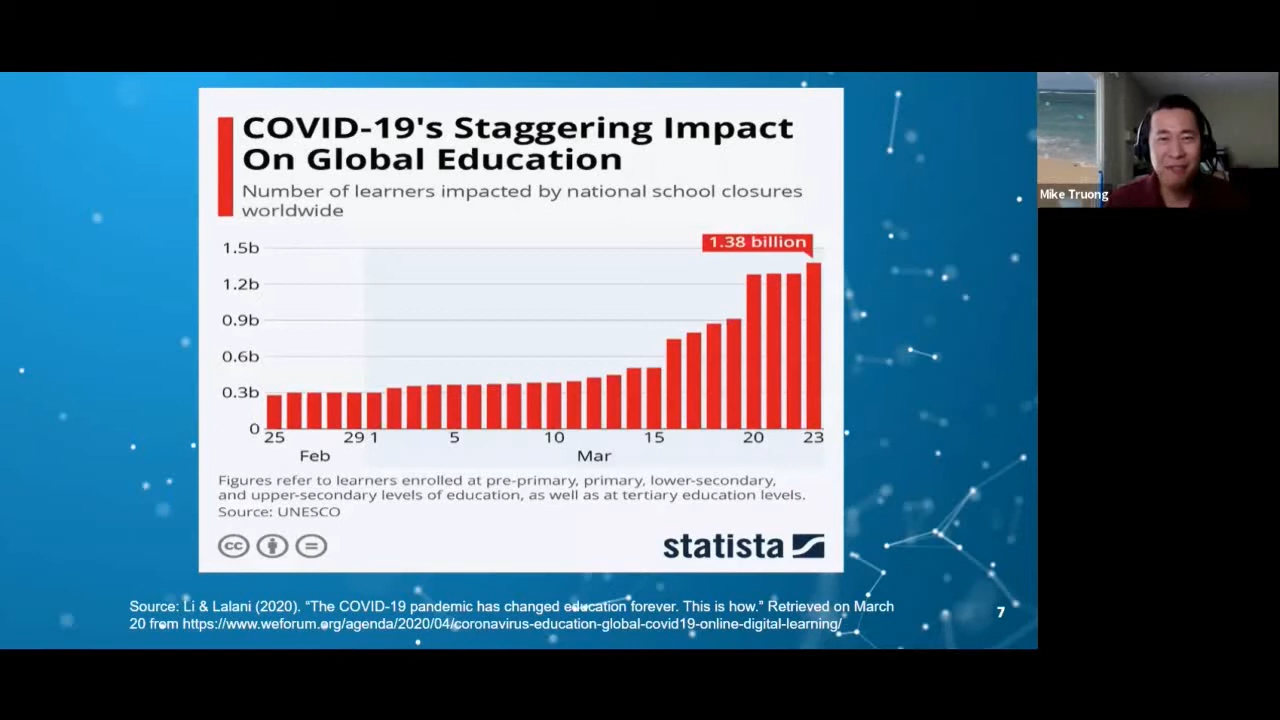 COVID-19's Staggering Impact
On Global Education
Number of learners impacted by national school closures
worldwide
1.38 billion
1.5b
1.2b
0.9b
0.6b
0.3b
0
25 29 1 5 10 15 20 23
Feb Mar
Figures refer to learners enrolled at pre-primary, primary, lower-secondary,
and upper-secondary levels of education, as well as at tertiary education levels.
Source: UNESCO
cc
statista
Source: Li & Lalani (2020). “The COVID-19 pandemic has changed education forever. This is how.” Retrieved on March
20 from https://www.weforum.org/agenda/2020/04/coronavirus-education-global-covid19-online-digital-learning/
7
Mike Truong